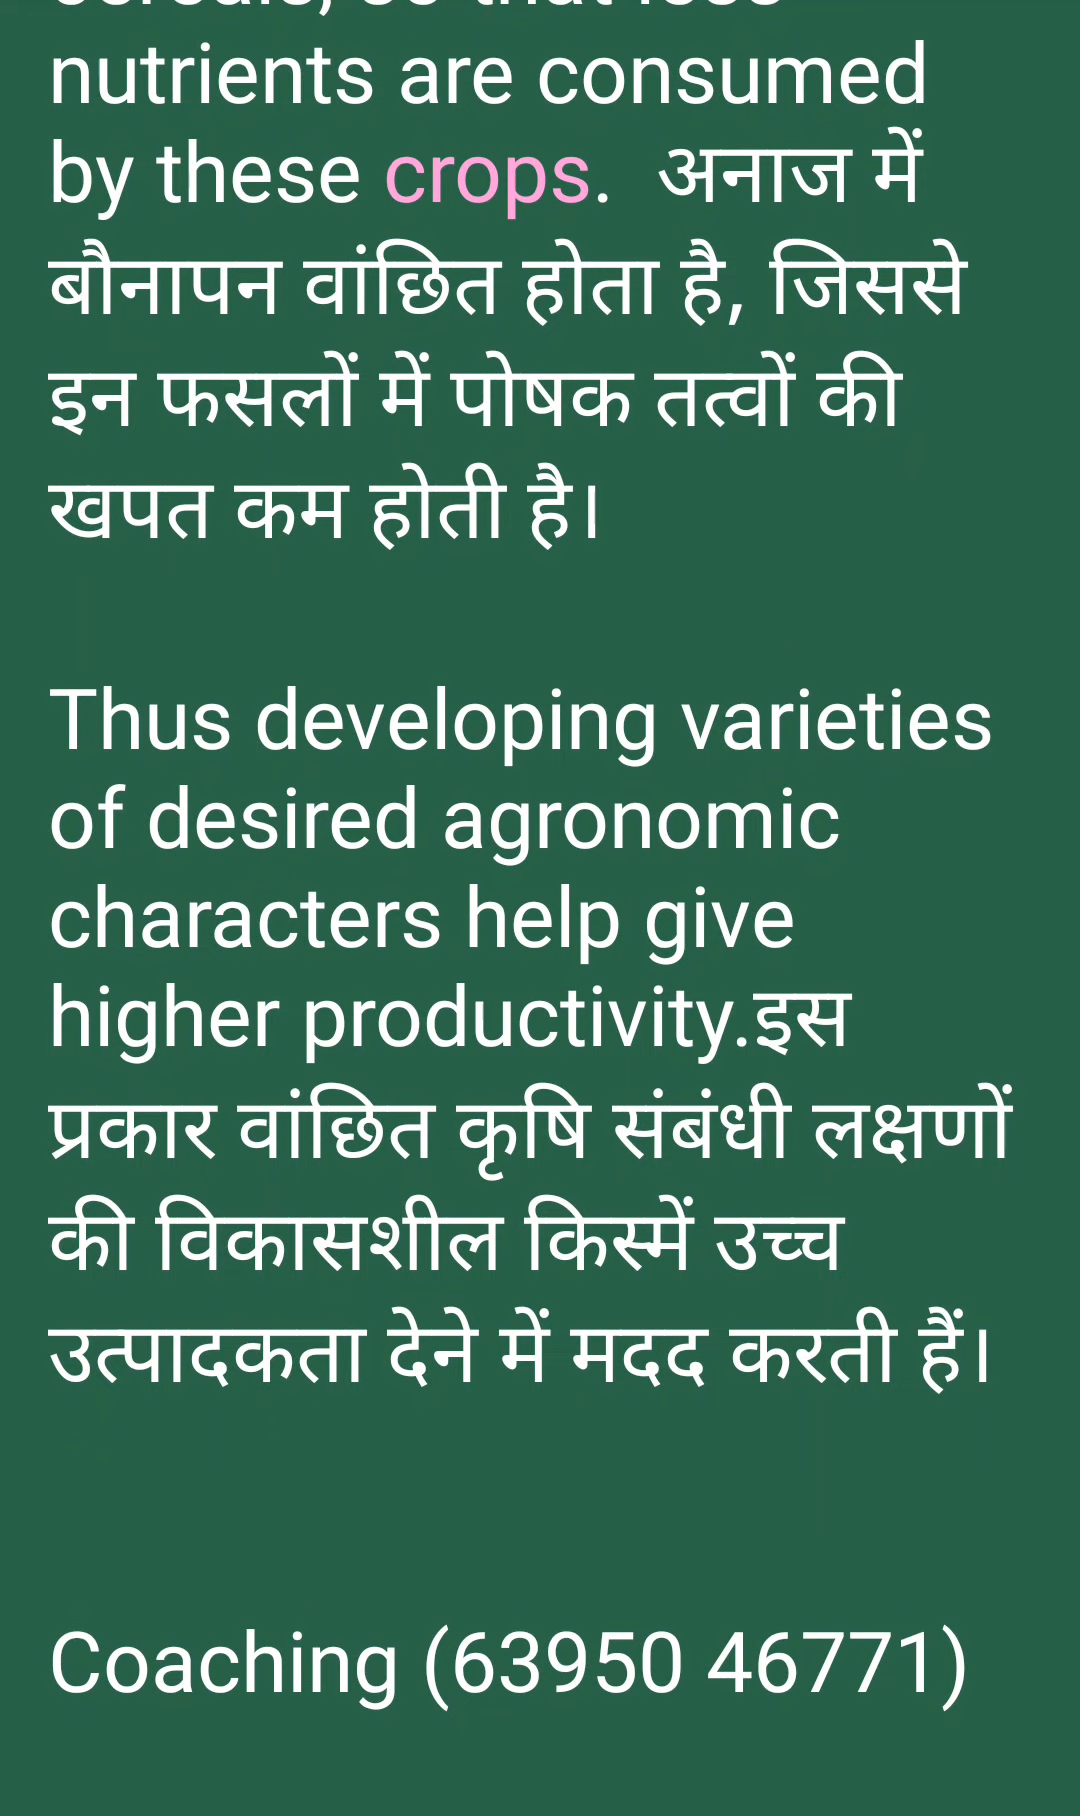 nutrients are consumed
by these crops. अनाज में
बौनापन वांछित होता है, जिससे
इन फसलों में पोषक तत्वों की
खपत कम होती है।
Thus developing varieties
of desired agronomic
characters help give
higher productivity.इस
प्रकार वांछित कृषि संबंधी लक्षणों
की विकासशील किस्में उच्च
उत्पादकता देने में मदद करती हैं।
Coaching (63950 46771)